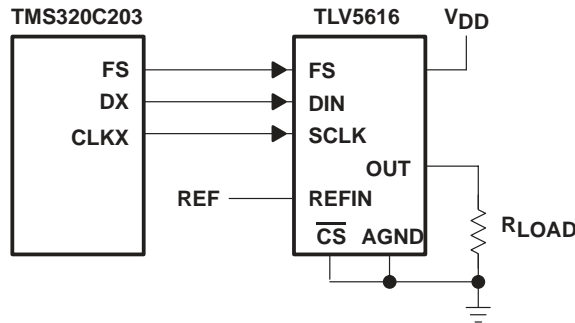 TMS320C203
TLV5616
VDD
FS
FS
DX
DIN
CLKX
SCLK
OUT
REF
REFIN
RLOAD
CS
AGND